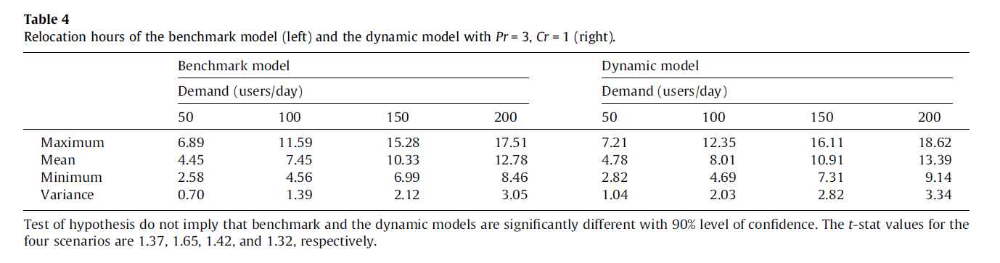 Table 4
Relocation hours of the benchmark model (left) and the dynamic model with Pr = 3, Cr = 1 (right).
Benchmark model Dynamic model
Demand (users/day) Demand (users/day)
50 100 150 200 50 100 150 200
Maximum 6.89 11.59 15.28 17.51 7.21 12.35 16.11 18.62
Mean 4.45 7.45 10.33 12.78 4.78 8.01 10.91 13.39
Minimum 2.58 4.56 6.99 8.46 2.82 4.69 7.31 9.14
Variance 0.70 1.39 2.12 3.05 1.04 2.03 2.82 3.34
Test of hypothesis do not imply that benchmark and the dynamic models are significantly different with 90% level of confidence. The t-stat values for the
four scenarios are 1.37, 1.65, 1.42, and 1.32, respectively.